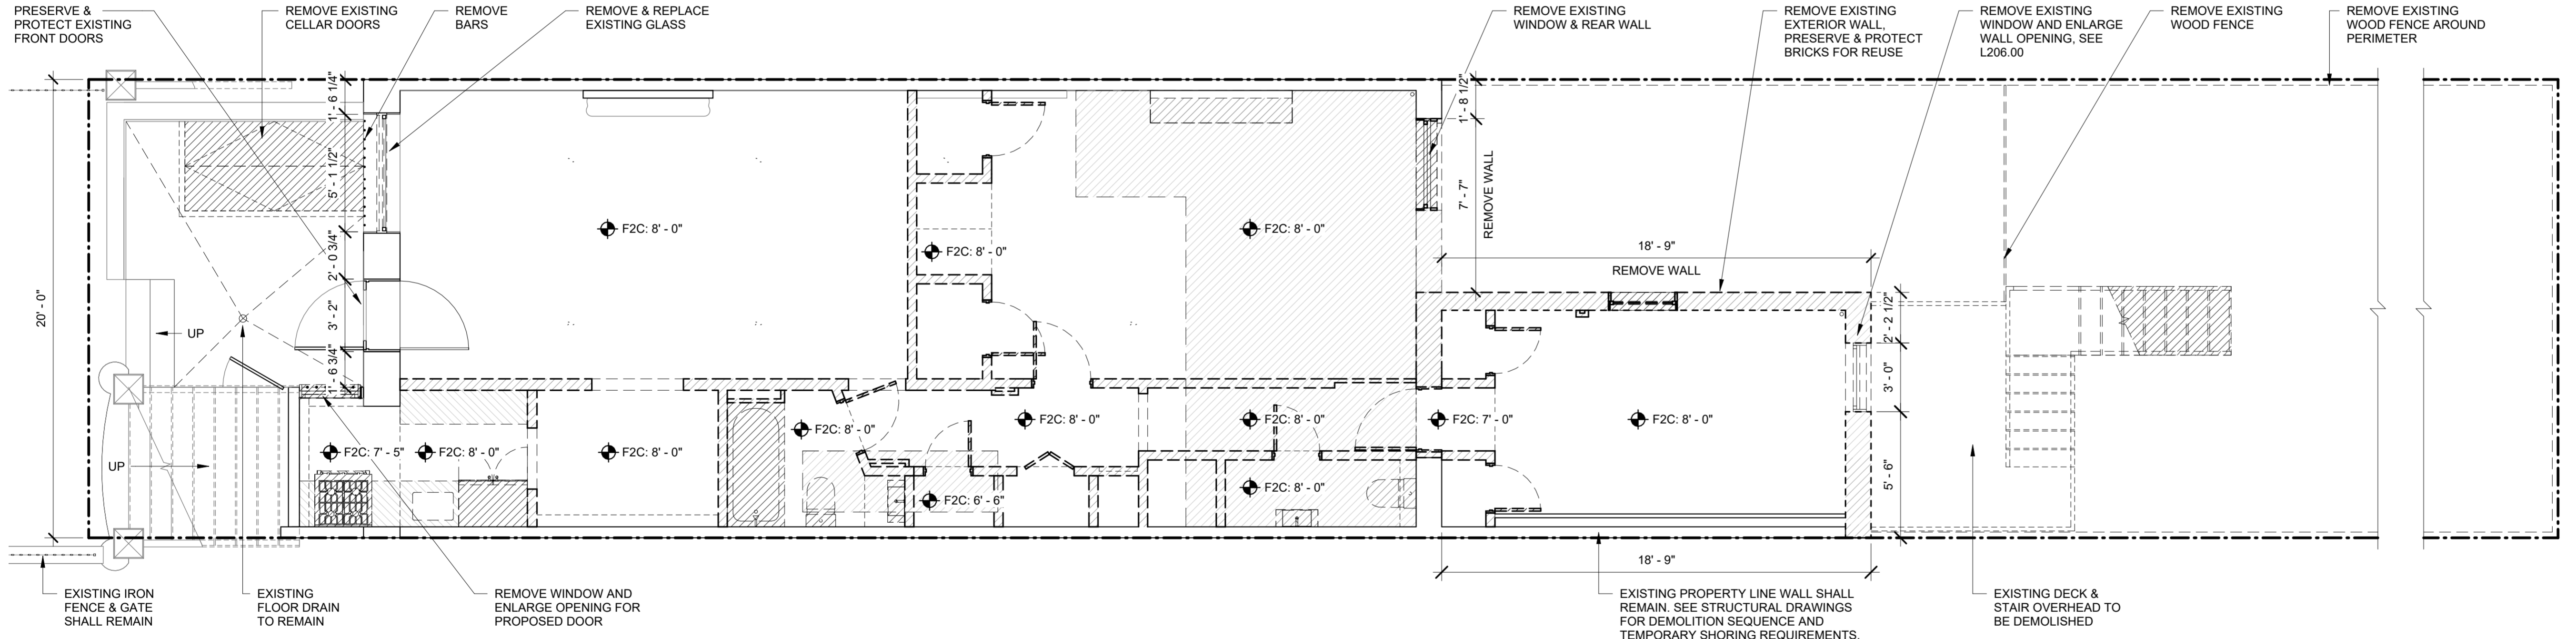 PRESERVE &
PROTECT EXISTING
FRONT DOORS
REMOVE EXISTING
CELLAR DOORS
REMOVE
BARS
REMOVE & REPLACE
EXISTING GLASS
REMOVE EXISTING
WINDOW & REAR WALL
REMOVE EXISTING
EXTERIOR WALL,
PRESERVE & PROTECT
BRICKS FOR REUSE
REMOVE EXISTING
WINDOW AND ENLARGE
WALL OPENING, SEE
L206.00
REMOVE EXISTING
WOOD FENCE
REMOVE EXISTING
WOOD FENCE AROUND
PERIMETER
20' - 0"
1' - 6 1/4"
5' - 1 1/2"
2' - 0 3/4"
3' - 2"
1' - 6 3/4"
UP
UP
F2C: 8' - 0"
F2C: 8' - 0"
F2C: 8' - 0"
1' - 8 1/2"
7' - 7"
REMOVE WALL
18' - 9"
REMOVE WALL
2' - 2 1/2"
3' - 0"
5' - 6"
F2C: 7' - 5"
F2C: 8' - 0"
F2C: 8' - 0"
F2C: 8' - 0"
F2C: 8' - 0"
F2C: 8' - 0"
F2C: 7' - 0"
F2C: 8' - 0"
F2C: 6' - 6"
F2C: 8' - 0"
18' - 9"
EXISTING IRON
FENCE & GATE
SHALL REMAIN
EXISTING
FLOOR DRAIN
TO REMAIN
REMOVE WINDOW AND
ENLARGE OPENING FOR
PROPOSED DOOR
EXISTING PROPERTY LINE WALL SHALL
REMAIN. SEE STRUCTURAL DRAWINGS
FOR DEMOLITION SEQUENCE AND
TEMPORARY SHORING REQUIREMENTS.
EXISTING DECK &
STAIR OVERHEAD TO
BE DEMOLISHED